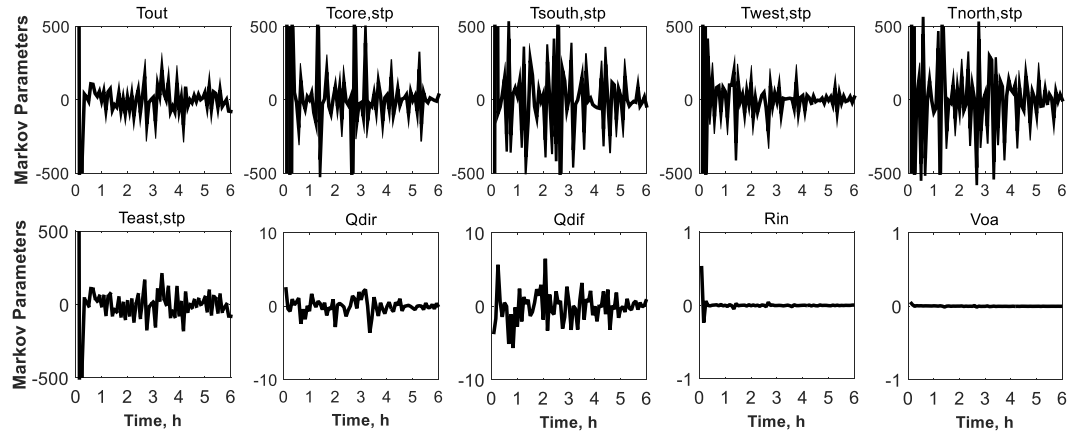 Tout Tcore,stp Tsouth,stp Twest,stp Tnorth,stp
Markov Parameters
500 500 500 500 500
0 0 0 0 0
-500 -500 -500 -500 -500
0 1 2 3 4 5 6 0 1 2 3 4 5 6 0 1 2 3 4 5 6 0 1 2 3 4 5 6 0 1 2 3 4 5 6
Teast,stp Qdir Qdif Rin Voa
Markov Parameters
500 10 10 1 1
0 0 0 0 0
-500 -10 -10 -1 -1
0 1 2 3 4 5 6 0 1 2 3 4 5 6 0 1 2 3 4 5 6 0 1 2 3 4 5 6 0 1 2 3 4 5 6
Time, h Time, h Time, h Time, h Time, h